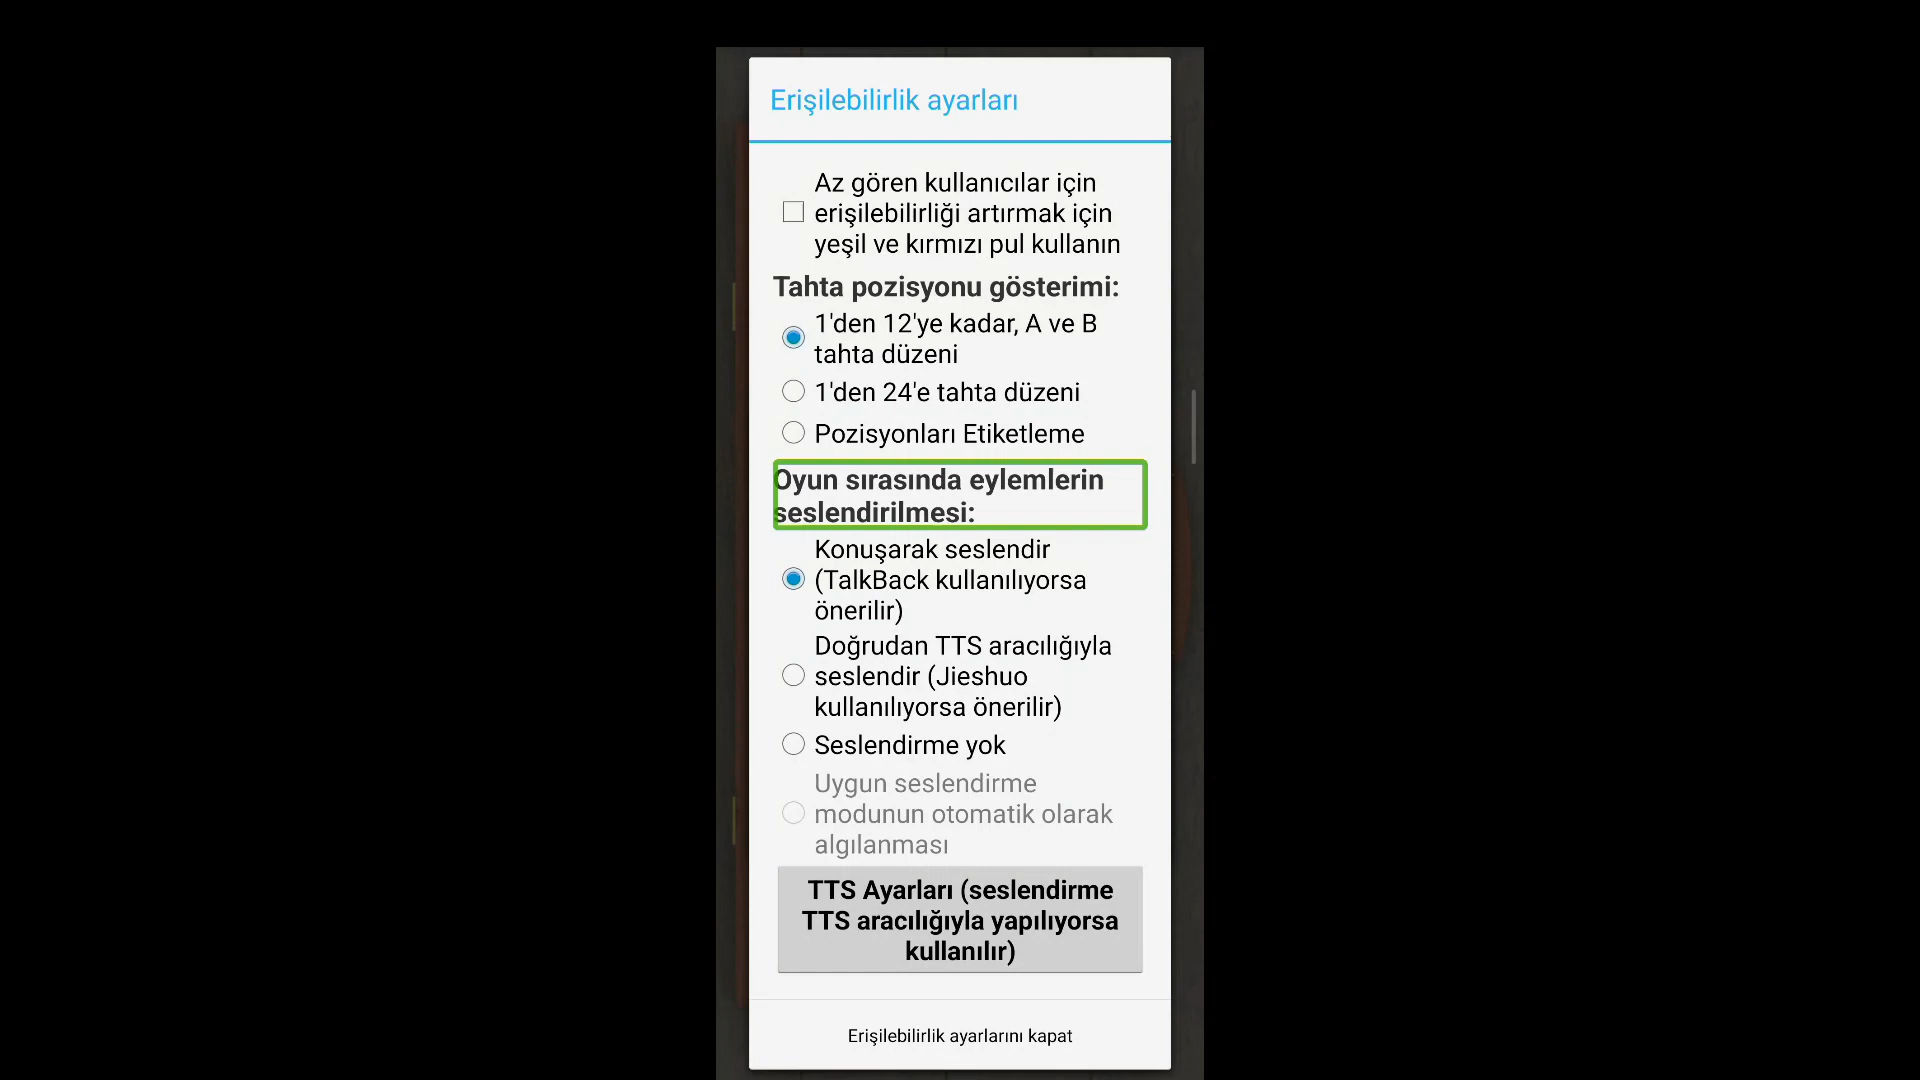 Erişilebilirlik ayarları
Az gören kullanıcılar için
erişilebilirliği artırmak için
yeşil ve kırmızı pul kullanın
Tahta pozisyonu gösterimi:
1'den 12'ye kadar, A ve B
tahta düzeni
1'den 24'e tahta düzeni
Pozisyonları Etiketleme
Oyun sırasında eylemlerin
seslendirilmesi:
Konuşarak seslendir
(TalkBack kullanılıyorsa
önerilir)
Doğrudan TTS aracılığıyla
seslendir (Jieshuo
kullanılıyorsa önerilir)
Seslendirme yok
Uygun seslendirme
modunun otomatik olarak
algılanması
TTS Ayarları (seslendirme
TTS aracılığıyla yapılıyorsa
kullanılır)
Erişilebilirlik ayarlarını kapat